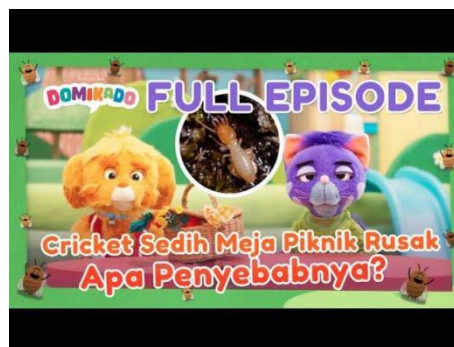 DOMIKADO FULL EPISODE
Cricket Sedih Meja Piknik Rusak
Apa Penyebabnya?